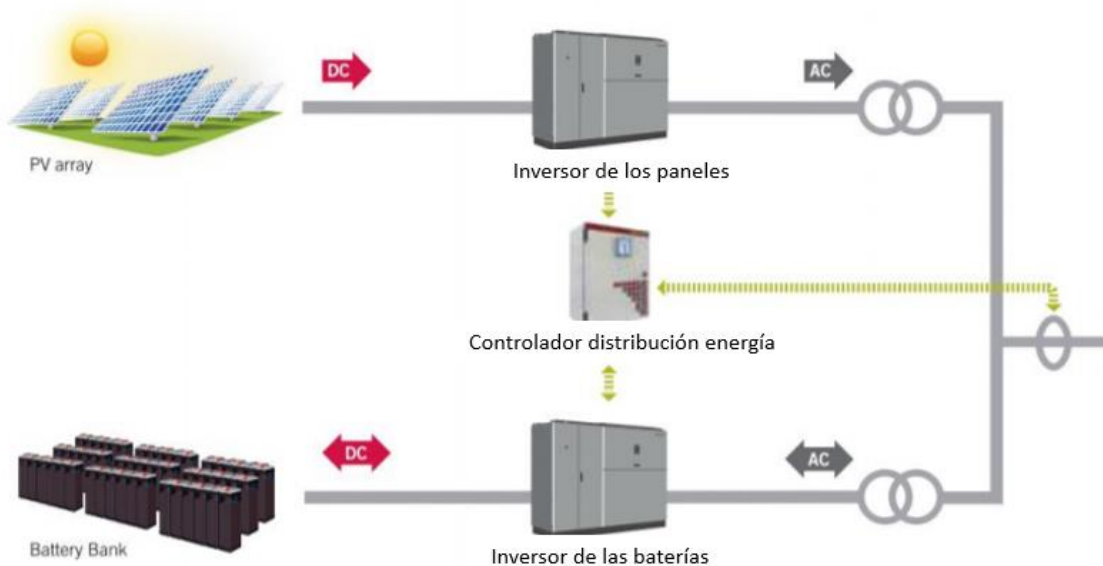 DC
AC
PV array
Inversor de los paneles
Controlador distribución energía
DC
AC
Battery Bank
Inversor de las baterías